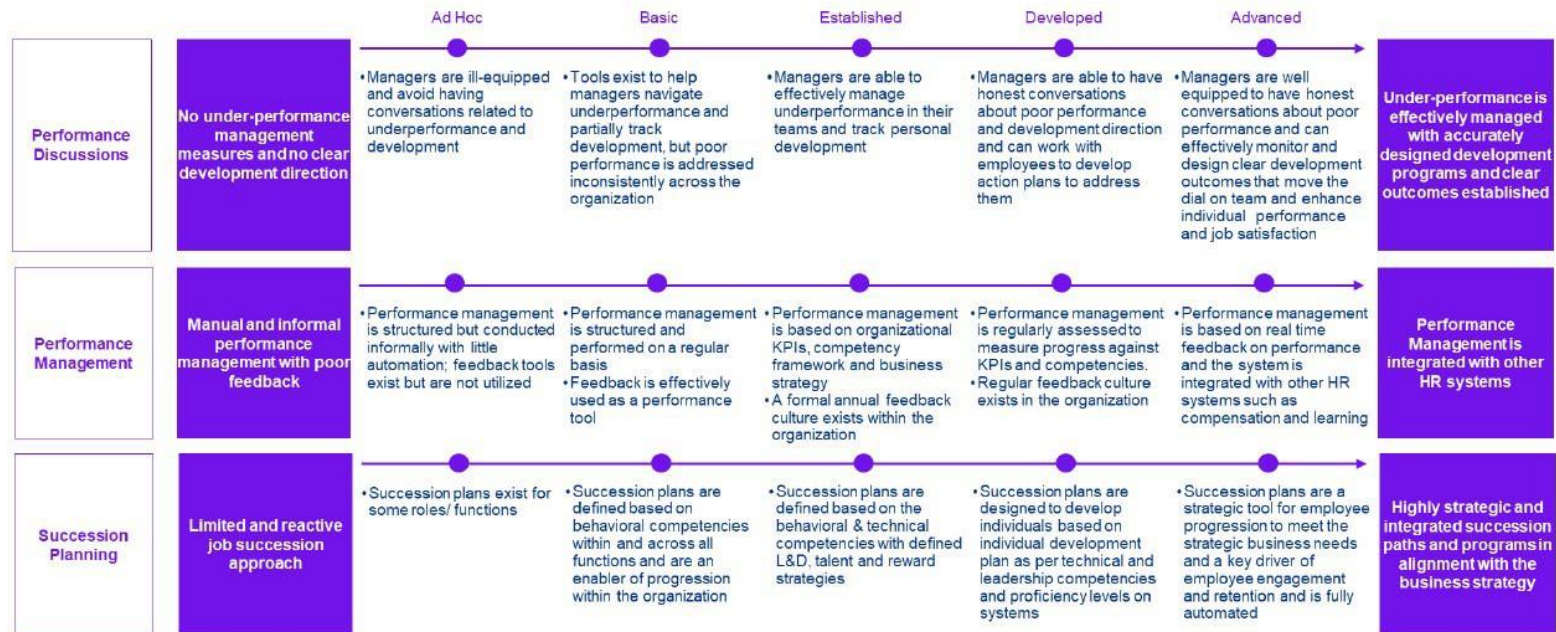 Ad Hoc
Basic
Established
Developed
Advanced
Performance
Discussions
No under-performance
management
measures and no clear
development direction
•Managers are ill-equipped
and avoid having
conversations related to
underperformance and
development
•Tools exist to help
managers navigate
underperformance and
partially track
development, but poor
performance is addressed
inconsistently across the
organization
•Managers are able to
effectively manage
underperformance in their
teams and track personal
development
•Managers are able to have
honest conversations
about poor performance
and development direction
and can work with
employees to develop
action plans to address
them
•Managers are well
equipped to have honest
conversations about poor
performance and can
effectively monitor and
design clear development
outcomes that move the
dial on team and enhance
individual performance
and job satisfaction
Under-performance is
effectively managed
with accurately
designed development
programs and clear
outcomes established
Performance
Management
Manual and informal
performance
management with poor
feedback
•Performance management
is structured but conducted
informally with little
automation; feedback tools
exist but are not utilized
•Performance management
is structured and
performed on a regular
basis
•Feedback is effectively
used as a performance
tool
•Performance management
is based on organizational
KPIs, competency
framework and business
strategy
•A formal annual feedback
culture exists within the
organization
•Performance management
is regularly assessed to
measure progress against
KPIs and competencies.
•Regular feedback culture
exists in the organization
•Performance management
is based on real time
feedback on performance
and the system is
integrated with other HR
systems such as
compensation and learning
Performance
Management is
integrated with other
HR systems
Succession
Planning
Limited and reactive
job succession
approach
•Succession plans exist for
some roles/ functions
•Succession plans are
defined based on
behavioral competencies
within and across all
functions and are an
enabler of progression
within the organization
•Succession plans are
defined based on the
behavioral & technical
competencies with defined
L&D, talent and reward
strategies
•Succession plans are
designed to develop
individuals based on
individual development
plan as per technical and
leadership competencies
and proficiency levels on
systems
•Succession plans are a
strategic tool for employee
progression to meet the
strategic business needs
and a key driver of
employee engagement
and retention and is fully
automated
Highly strategic and
integrated succession
paths and programs in
alignment with the
business strategy